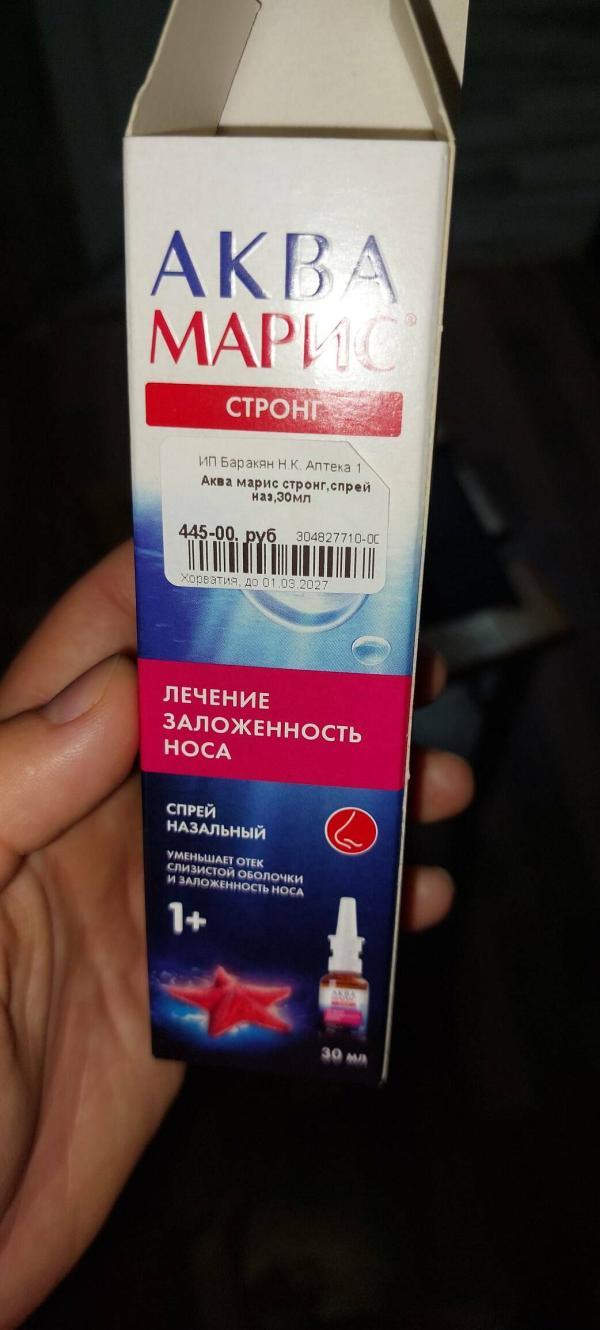 АКВА
МАРИС®
СТРОНГ
ИП Баракян Н.К. Аптека 1
Аква марис стронг,спрей
наз,30мл
445-00. руб 304827710-00
Хорватия, до 01.03.2027
ЛЕЧЕНИЕ
ЗАЛОЖЕННОСТЬ
НОСА
СПРЕЙ
НАЗАЛЬНЫЙ
УМЕНЬШАЕТ ОТЕК
СЛИЗИСТОЙ ОБОЛОЧКИ
И ЗАЛОЖЕННОСТЬ НОСА
1+
АКВА
МАРИС
30 мл